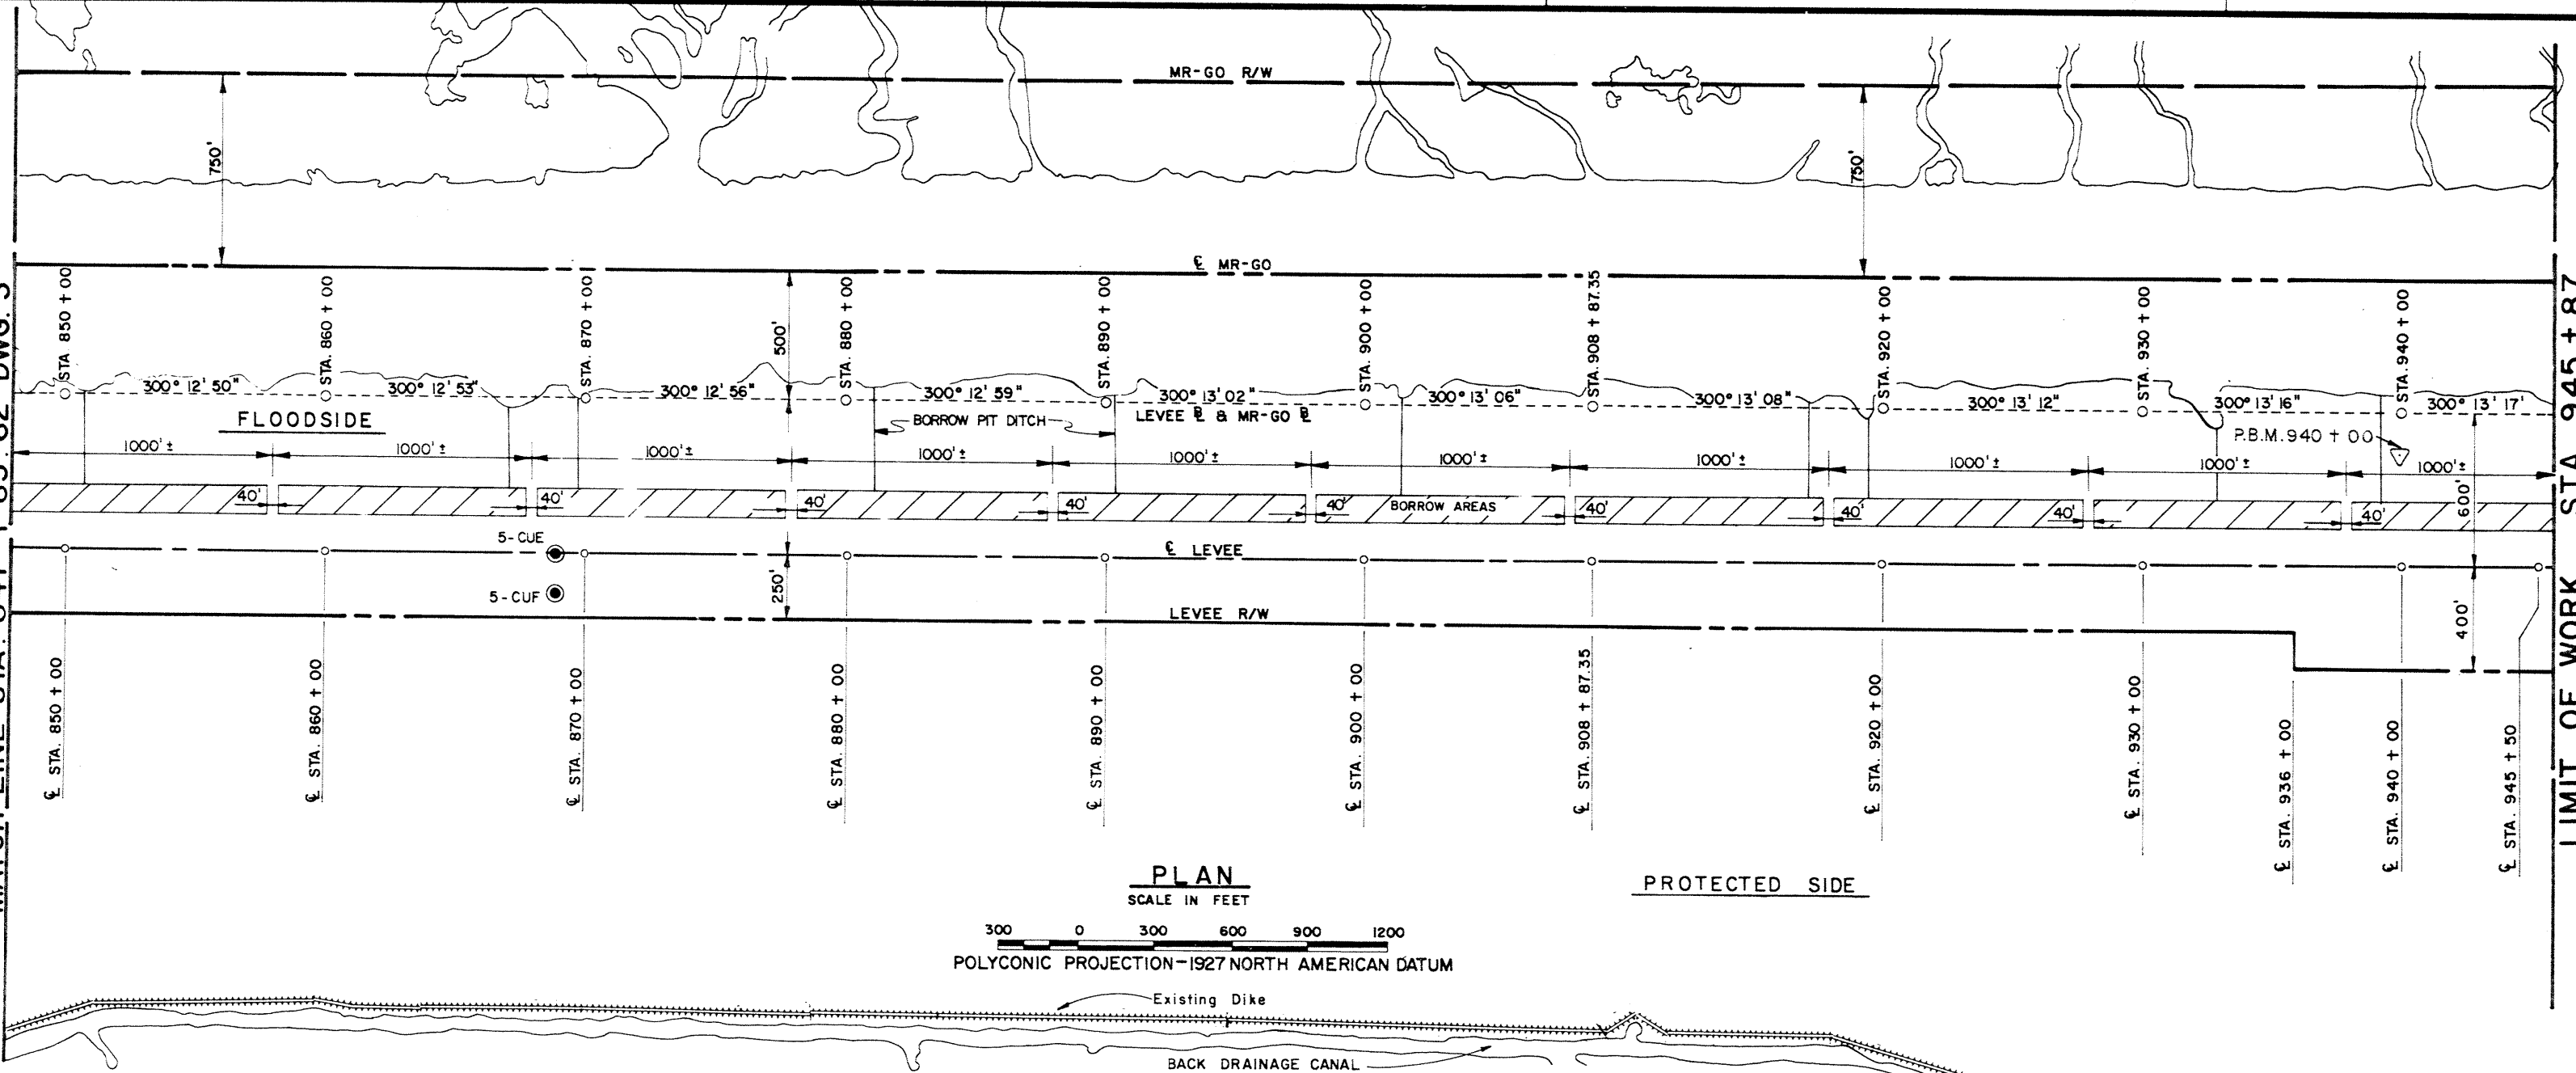 MR-GO R/W
750'
750'
℄ MR-GO
STA 850 + 00
STA. 860 + 00
STA. 870 + 00
500'
STA. 880 + 00
STA. 890 + 00
STA. 900 + 00
STA. 908 + 87.35
STA. 920 + 00
STA. 930 + 00
STA. 940 + 00
300° 12' 50"
300° 12' 53"
300° 12' 56"
300° 12' 59"
300° 13' 02"
300° 13' 06"
300° 13' 08"
300° 13' 12"
300° 13' 16"
300° 13' 17'
FLOODSIDE
BORROW PIT DITCH
LEVEE ℄ & MR-GO ℄
P.B.M. 940 + 00
1000' ±
1000' ±
1000' ±
1000' ±
1000' ±
1000' ±
1000' ±
1000' ±
1000' ±
1000' ±
40'
40'
40'
40'
40'
BORROW AREAS
40'
40'
40'
40'
600'
5-CUE
℄ LEVEE
5-CUF
250'
LEVEE R/W
400'
℄ STA. 850 + 00
℄ STA. 860 + 00
℄ STA. 870 + 00
℄ STA. 880 + 00
℄ STA. 890 + 00
℄ STA. 900 + 00
℄ STA. 908 + 87.35
℄ STA. 920 + 00
℄ STA. 930 + 00
℄ STA. 936 + 00
℄ STA. 940 + 00
℄ STA. 945 + 50
LIMIT OF WORK STA 945 + 87
PLAN
SCALE IN FEET
300 0 300 600 900 1200
POLYCONIC PROJECTION-1927 NORTH AMERICAN DATUM
PROTECTED SIDE
Existing Dike
BACK DRAINAGE CANAL